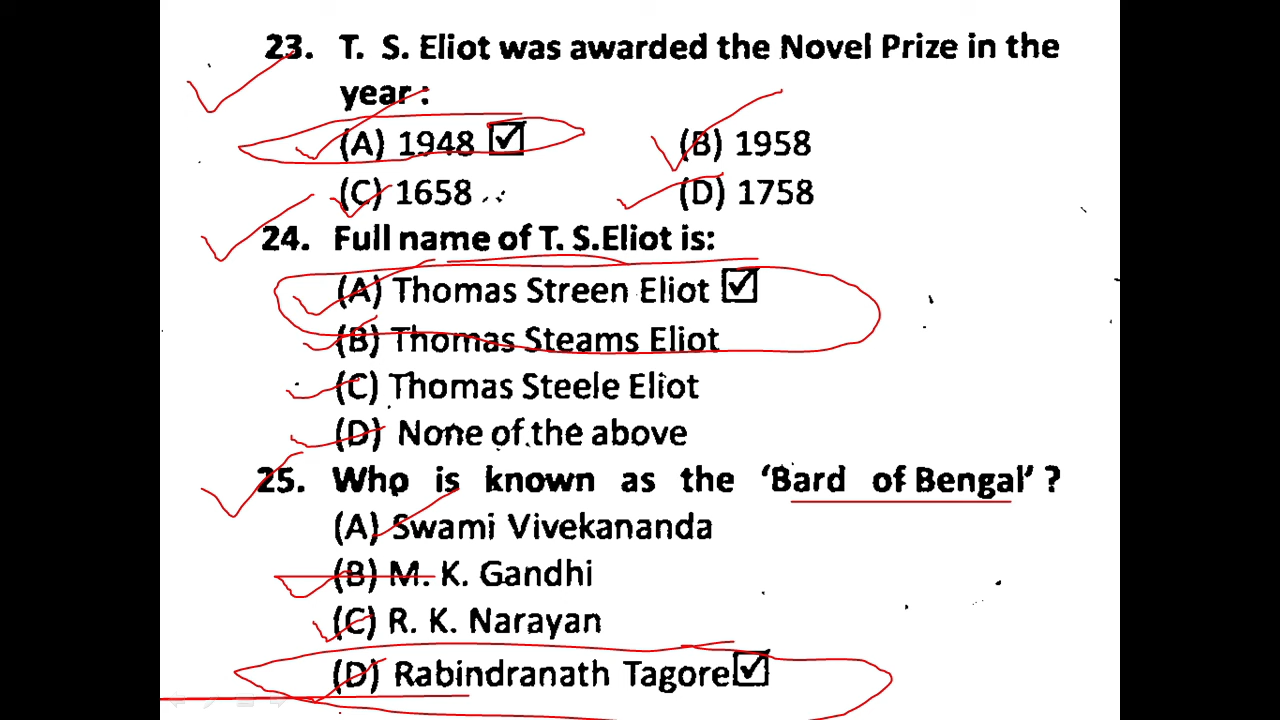 23. T. S. Eliot was awarded the Novel Prize in the
year :
(A) 1948 (B) 1958
(C) 1658 (D) 1758
24. Full name of T. S.Eliot is:
(A) Thomas Streen Eliot
(B) Thomas Steams Eliot
(C) Thomas Steele Eliot
(D) None of the above
25. Who is known as the ‘Bard of Bengal’ ?
(A) Swami Vivekananda
(B) M. K. Gandhi
(C) R. K. Narayan
(D) Rabindranath Tagore